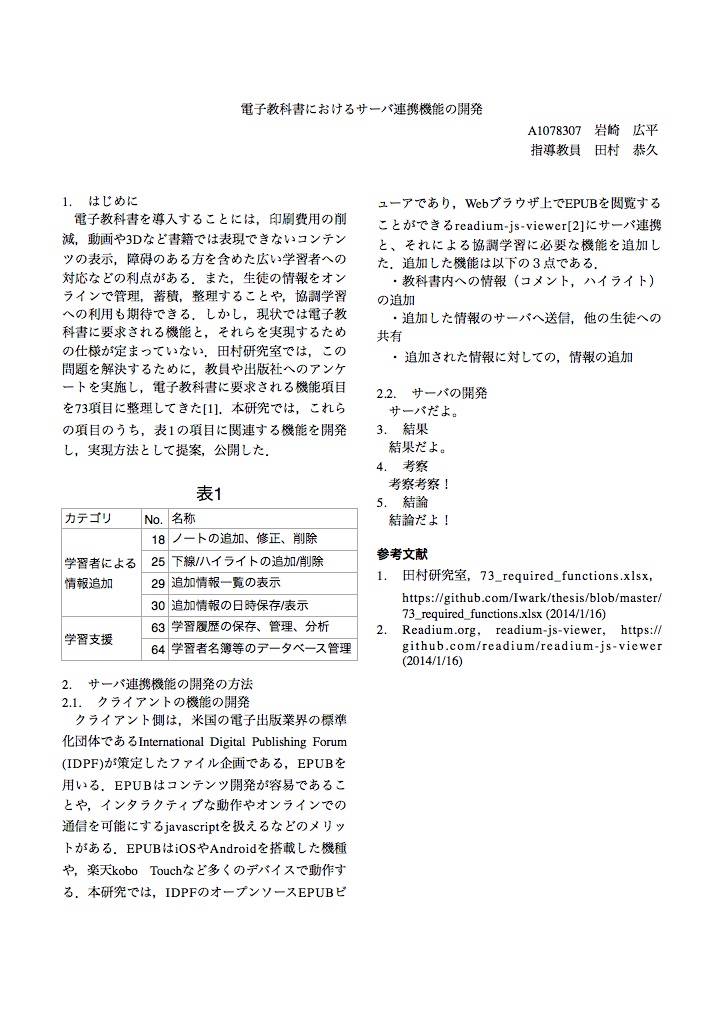 電子教科書におけるサーバ連携機能の開発
A1078307　岩崎　広平
指導教員　田村　恭久
1.　はじめに
　電子教科書を導入することには，印刷費用の削
減，動画や3Dなど書籍では表現できないコンテン
ツの表示，障碍のある方を含めた広い学習者への
対応などの利点がある．また，生徒の情報をオン
ラインで管理，蓄積，整理することや，協調学習
への利用も期待できる．しかし，現状では電子教
科書に要求される機能と，それらを実現するため
の仕様が定まっていない．田村研究室では，この
問題を解決するために，教員や出版社へのアンケ
ートを実施し，電子教科書に要求される機能項目
を73項目に整理してきた[1]．本研究では，これら
の項目のうち，表1の項目に関連する機能を開発
し，実現方法として提案，公開した．
表1
カテゴリ No. 名称
学習者による情報追加 18 ノートの追加、修正、削除
25 下線/ハイライトの追加/削除
29 追加情報一覧の表示
30 追加情報の日時保存/表示
学習支援 63 学習履歴の保存、管理、分析
64 学習者名簿等のデータベース管理
2.　サーバ連携機能の開発の方法
2.1.　クライアントの機能の開発
　クライアント側は，米国の電子出版業界の標準
化団体であるInternational Digital Publishing Forum
(IDPF)が策定したファイル企画である，EPUBを
用いる．EPUBはコンテンツ開発が容易であるこ
とや，インタラクティブな動作やオンラインでの
通信を可能にするjavascriptを扱えるなどのメリッ
トがある．EPUBはiOSやAndroidを搭載した機種
や，楽天kobo　Touchなど多くのデバイスで動作す
る．本研究では，IDPFのオープンソースEPUBビ
ューアであり，Webブラウザ上でEPUBを閲覧する
ことができるreadium-js-viewer[2]にサーバ連携
と、それによる協調学習に必要な機能を追加し
た．追加した機能は以下の３点である．
　・教科書内への情報（コメント，ハイライト）
の追加
　・追加した情報のサーバへ送信，他の生徒への
共有
　・ 追加された情報に対しての，情報の追加
2.2.　サーバの開発
　サーバだよ。
3.　結果
　結果だよ。
4.　考察
　考察考察！
5.　結論
　結論だよ！
参考文献
1.　田村研究室，73_required_functions.xlsx，
https://github.com/Iwark/thesis/blob/master/
73_required_functions.xlsx (2014/1/16)
2.　Readium.org， readium-js-viewer， https://
github.com/readium/readium-js-viewer
(2014/1/16)